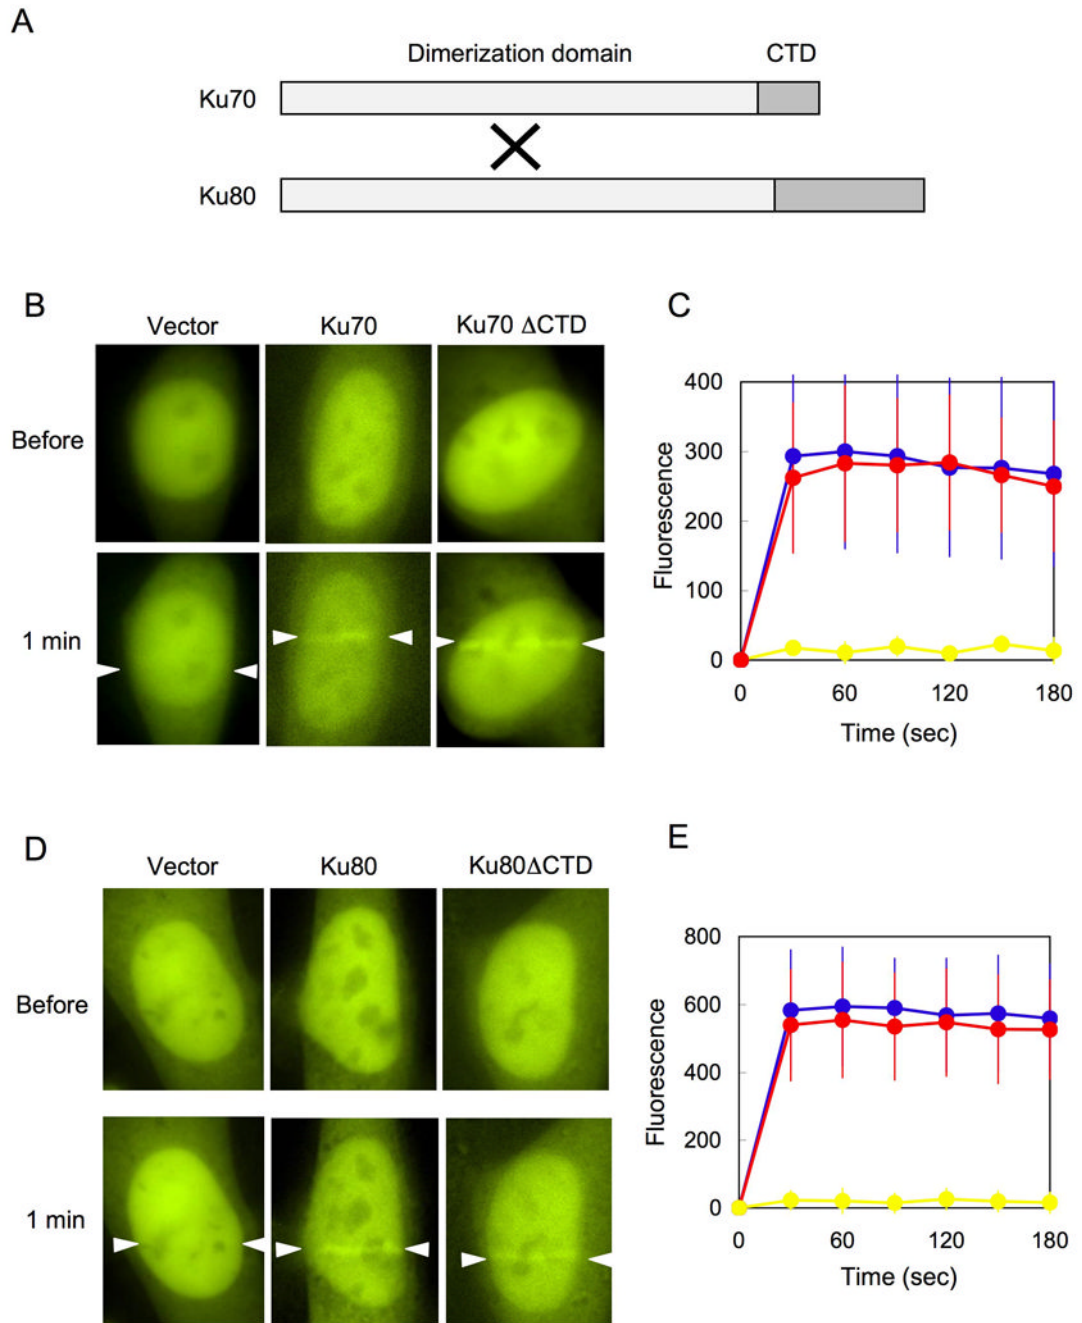 A
Dimerization domain CTD
Ku70
Ku80
B
Vector Ku70 Ku70 ΔCTD
Before
1 min
C
400
300
200
100
0
Fluorescence
0 60 120 180
Time (sec)
D
Vector Ku80 Ku80ΔCTD
Before
1 min
E
800
600
400
200
0
Fluorescence
0 60 120 180
Time (sec)